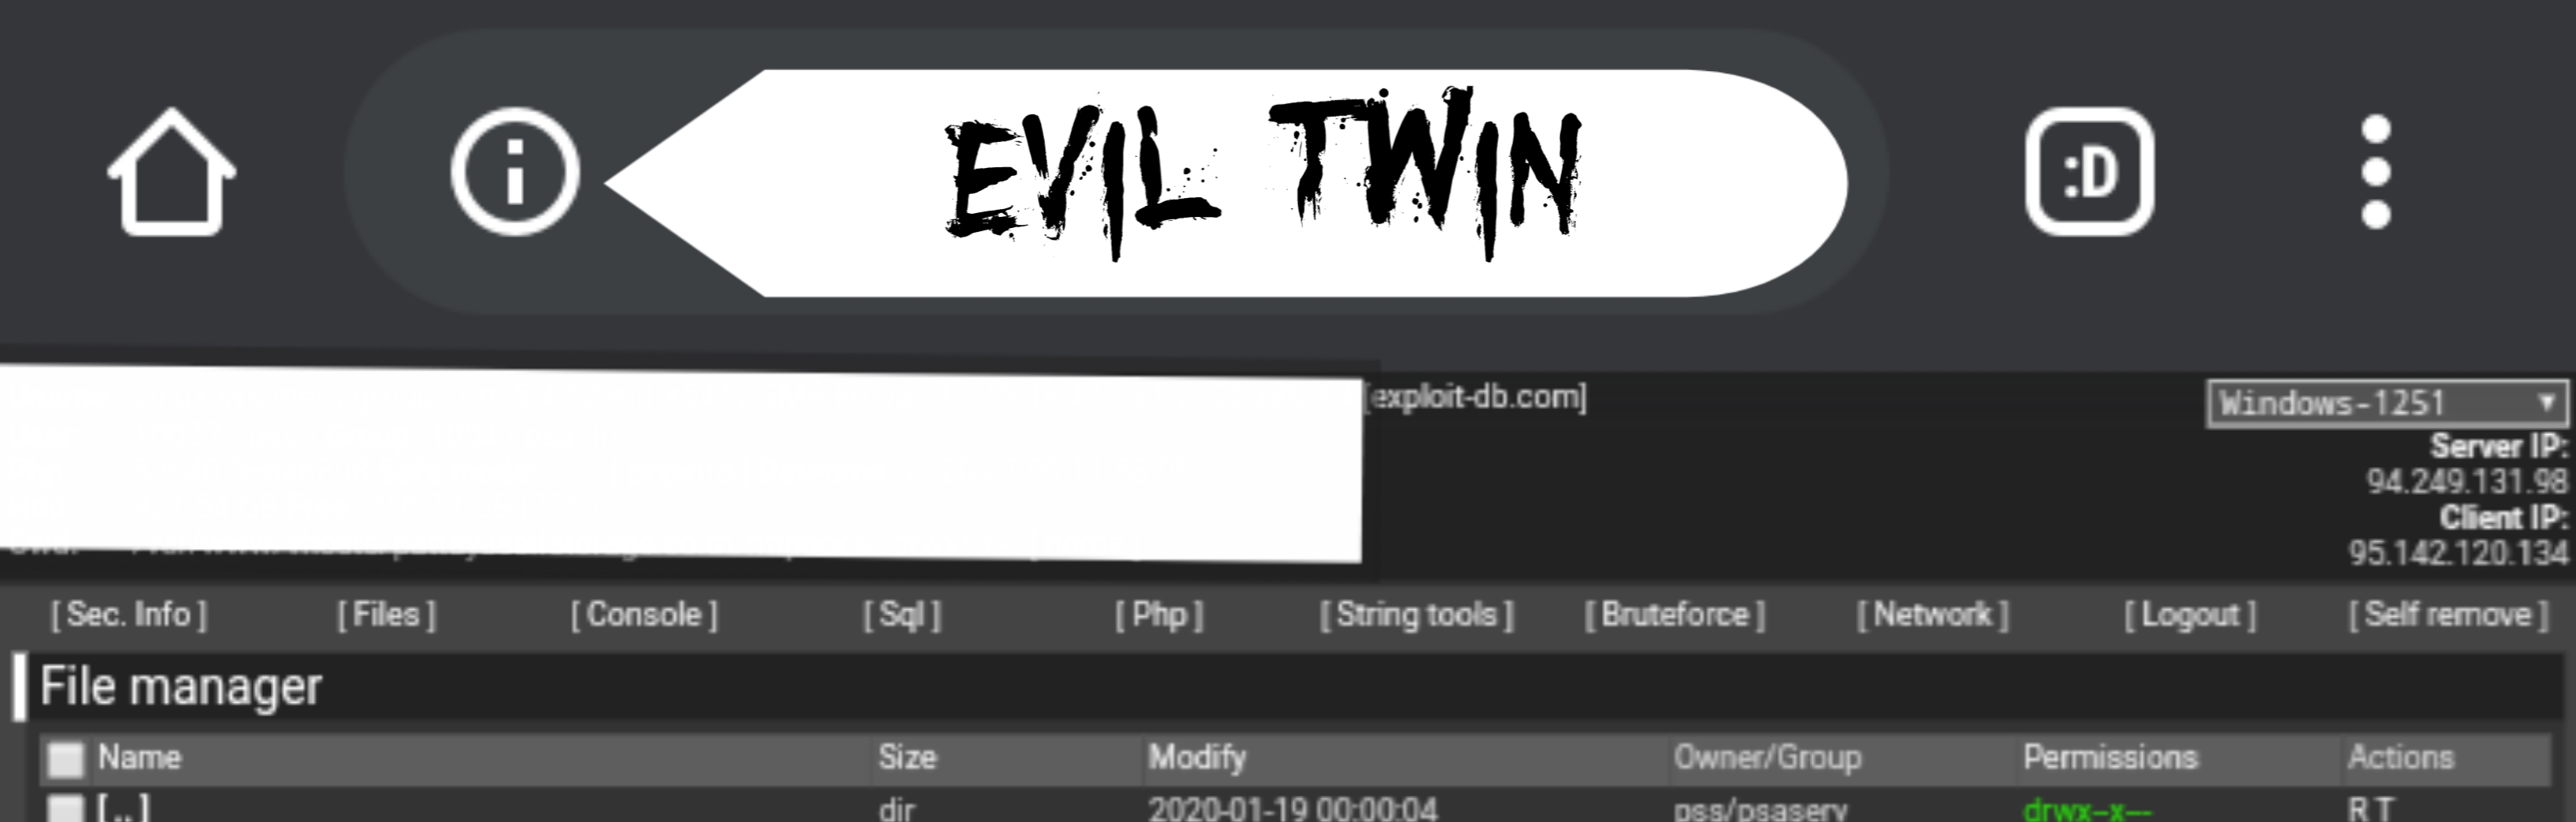 EVIL TWIN
:D
[exploit-db.com]
Windows-1251
Server IP:
94.249.131.98
Client IP:
95.142.120.134
[ Sec. Info ] [ Files ] [ Console ] [ Sql ] [ Php ] [ String tools ] [ Bruteforce ] [ Network ] [ Logout ] [ Self remove ]
File manager
Name Size Modify Owner/Group Permissions Actions
[..] dir 2020-01-19 00:00:04 pss/psaserv drwx--x--- R T